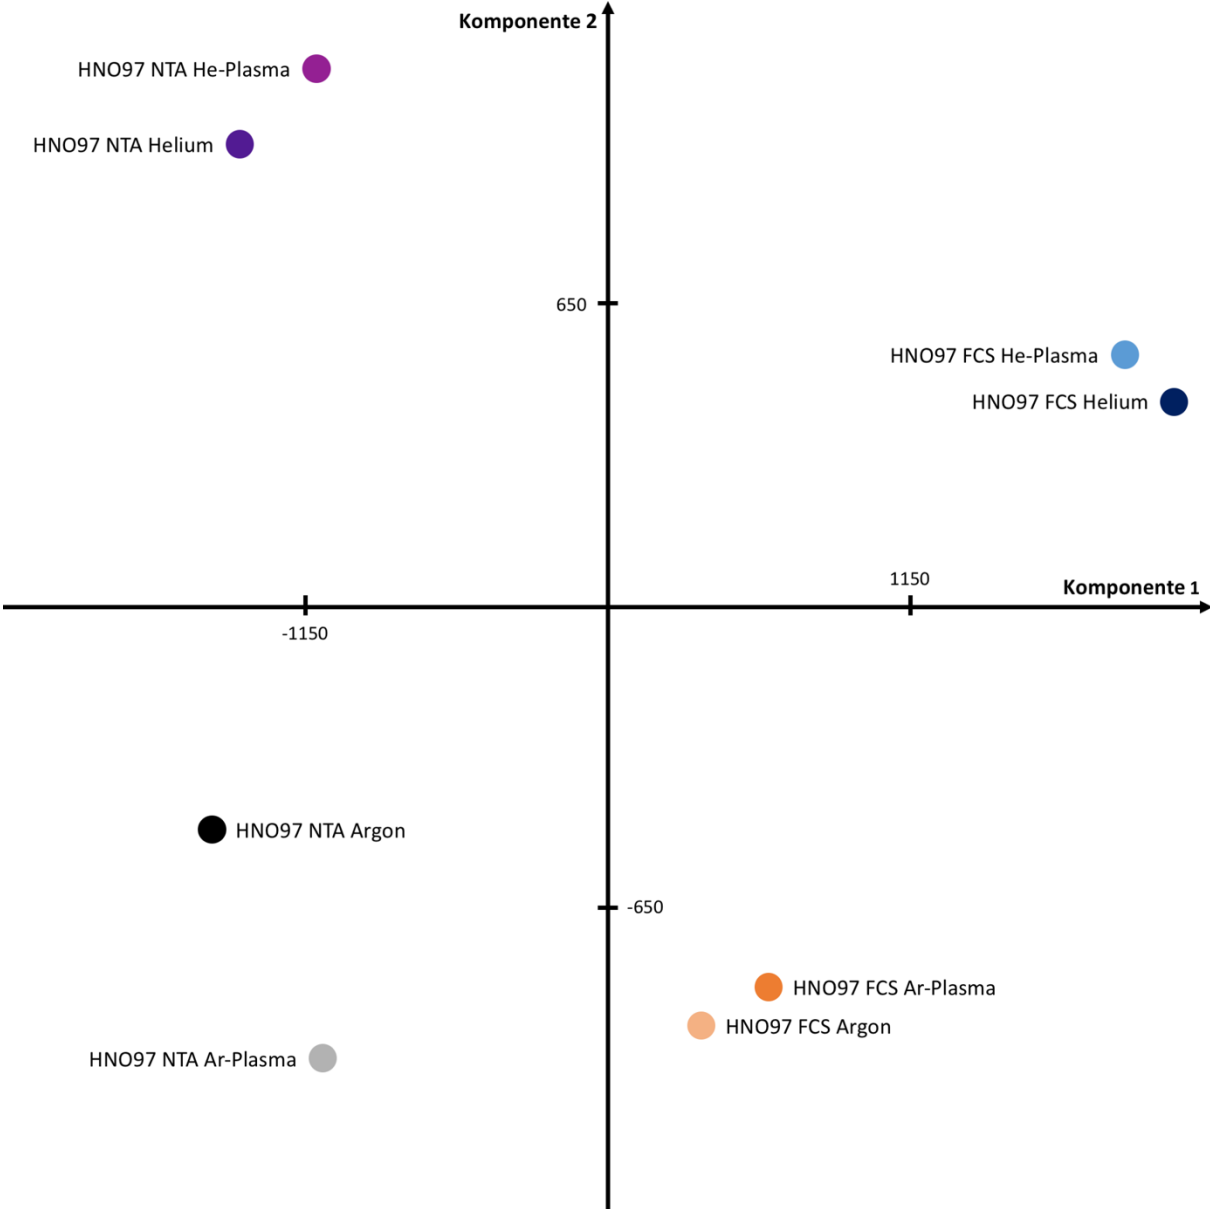 Komponente 2
HNO97 NTA He-Plasma
HNO97 NTA Helium
650
HNO97 FCS He-Plasma
HNO97 FCS Helium
1150
Komponente 1
-1150
HNO97 NTA Argon
-650
HNO97 FCS Ar-Plasma
HNO97 FCS Argon
HNO97 NTA Ar-Plasma